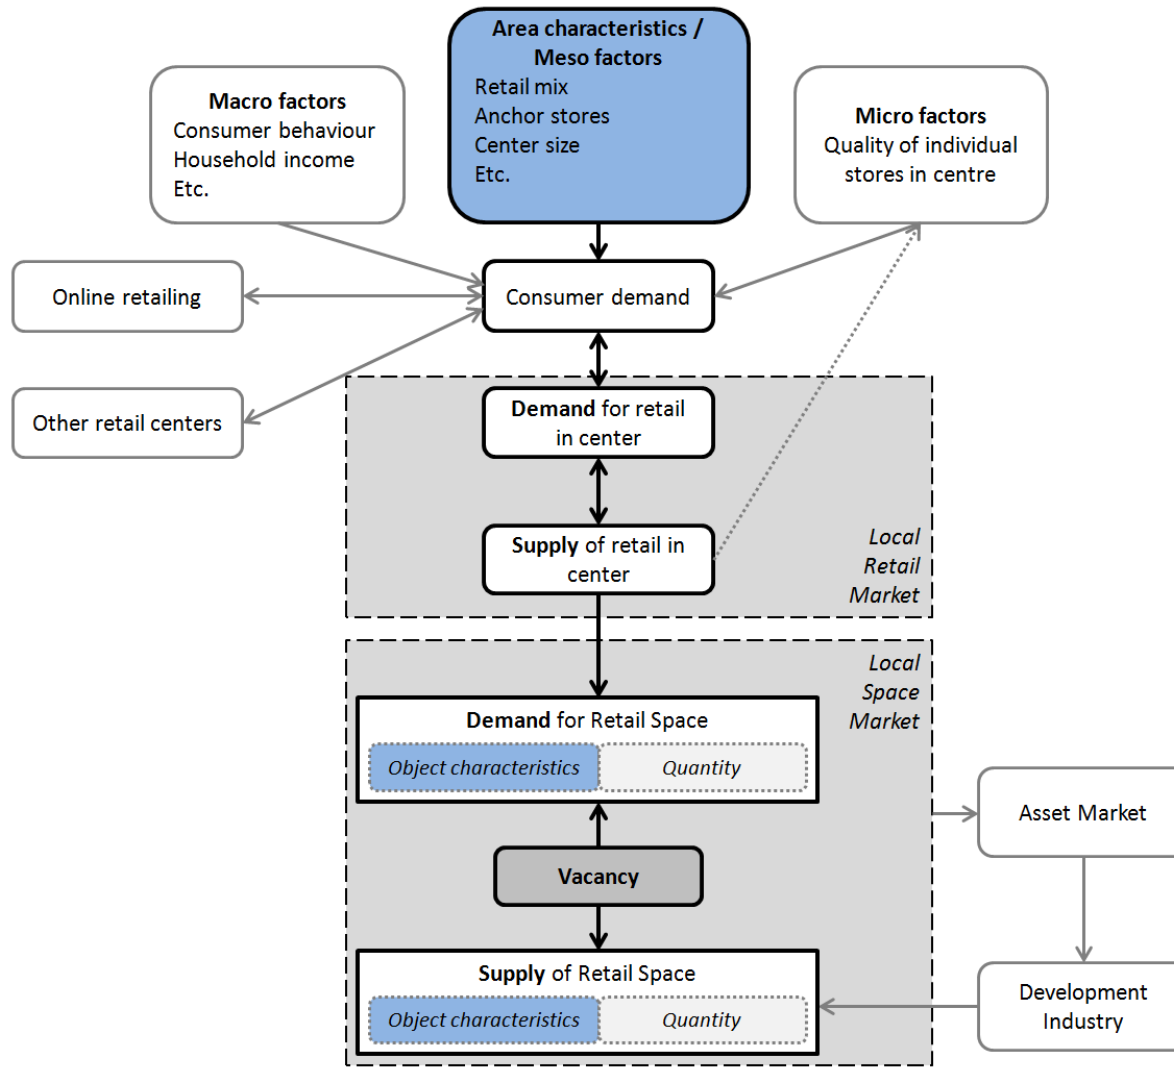 Area characteristics /
Meso factors
Retail mix
Anchor stores
Center size
Etc.
Macro factors
Consumer behaviour
Household income
Etc.
Micro factors
Quality of individual
stores in centre
Online retailing
Consumer demand
Other retail centers
Demand for retail
in center
Supply of retail in
center
Local
Retail
Market
Local
Space
Market
Demand for Retail Space
Object characteristics
Quantity
Asset Market
Vacancy
Supply of Retail Space
Object characteristics
Quantity
Development
Industry